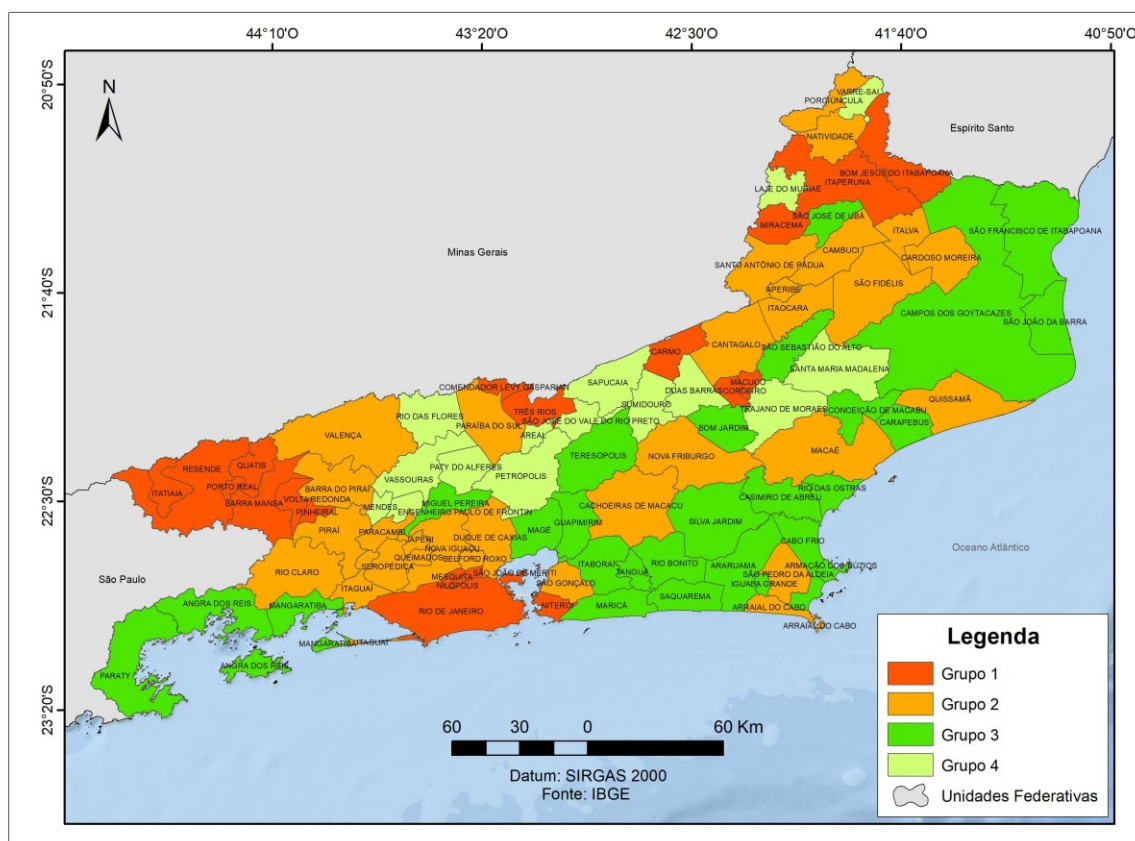 44°10'O 43°20'O 42°30'O 41°40'O 40°50'O
20°50'S
21°40'S
22°30'S
23°20'S
N
Espírito Santo
Minas Gerais
São Paulo
Oceano Atlântico
VARRE-SAI
PORCIÚNCULA
NATIVIDADE
BOM JESUS DO ITABAPOANA
ITAPERUNA
LAJE DO MURIAÉ
SÃO JOSÉ DE UBÁ
MIRACEMA
ITALVA
SÃO FRANCISCO DE ITABAPOANA
CAMBUCI
CARDOSO MOREIRA
SANTO ANTÔNIO DE PÁDUA
SÃO FIDÉLIS
APERIBÉ
ITAOCARA
CAMPOS DOS GOYTACAZES
SÃO JOÃO DA BARRA
CARMO
CANTAGALO
SÃO SEBASTIÃO DO ALTO
SANTA MARIA MADALENA
COMENDADOR LEVY GASPARIAN
SAPUCAIA
MACUCO
DUAS BARRAS
CORDEIRO
QUISSAMÃ
RIO DAS FLORES
TRÊS RIOS
SUMIDOURO
TRAJANO DE MORAES
CONCEIÇÃO DE MACABU
PARAÍBA DO SUL
SÃO JOSÉ DO VALE DO RIO PRETO
CARAPEBUS
VALENÇA
AREAL
BOM JARDIM
MACAÉ
TERESÓPOLIS
NOVA FRIBURGO
RESENDE
QUATIS
PATY DO ALFERES
PETRÓPOLIS
VASSOURAS
ITATIAIA
PORTO REAL
BARRA DO PIRAÍ
RIO DAS OSTRAS
VOLTA REDONDA
BARRA MANSA
MENDES
MIGUEL PEREIRA
CASIMIRO DE ABREU
PINHEIRAL
ENGENHEIRO PAULO DE FRONTIN
CACHOEIRAS DE MACACU
PIRAÍ
PARACAMBI
MAGÉ
GUAPIMIRIM
SILVA JARDIM
JAPERI
DUQUE DE CAXIAS
CABO FRIO
NOVA IGUAÇU
QUEIMADOS
BELFORD ROXO
RIO CLARO
SEROPÉDICA
ITABORAÍ
TANGUÁ
RIO BONITO
ARARUAMA
ARMAÇÃO DOS BÚZIOS
MESQUITA
SÃO JOÃO DE MERITI
NILÓPOLIS
SÃO GONÇALO
SÃO PEDRO DA ALDEIA
IGUABA GRANDE
ITAGUAÍ
SAQUAREMA
ANGRA DOS REIS
MANGARATIBA
RIO DE JANEIRO
NITERÓI
MARICÁ
ARRAIAL DO CABO
ARRAIAL DO CABO
MANGARATIBA
ITAGUAÍ
ANGRA DOS REIS
PARATY
60 30 0 60 Km
Datum: SIRGAS 2000
Fonte: IBGE
Legenda
Grupo 1
Grupo 2
Grupo 3
Grupo 4
Unidades Federativas